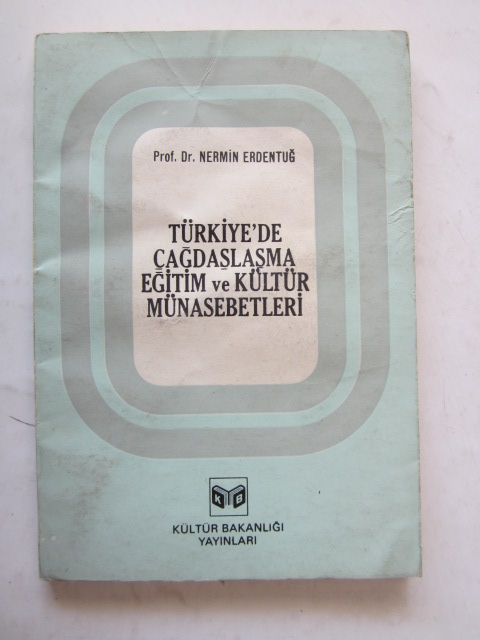 Prof. Dr. NERMİN ERDENTUĞ
TÜRKİYE'DE
ÇAĞDAŞLAŞMA
EĞİTİM ve KÜLTÜR
MÜNASEBETLERİ
K B
KÜLTÜR BAKANLIĞI
YAYINLARI